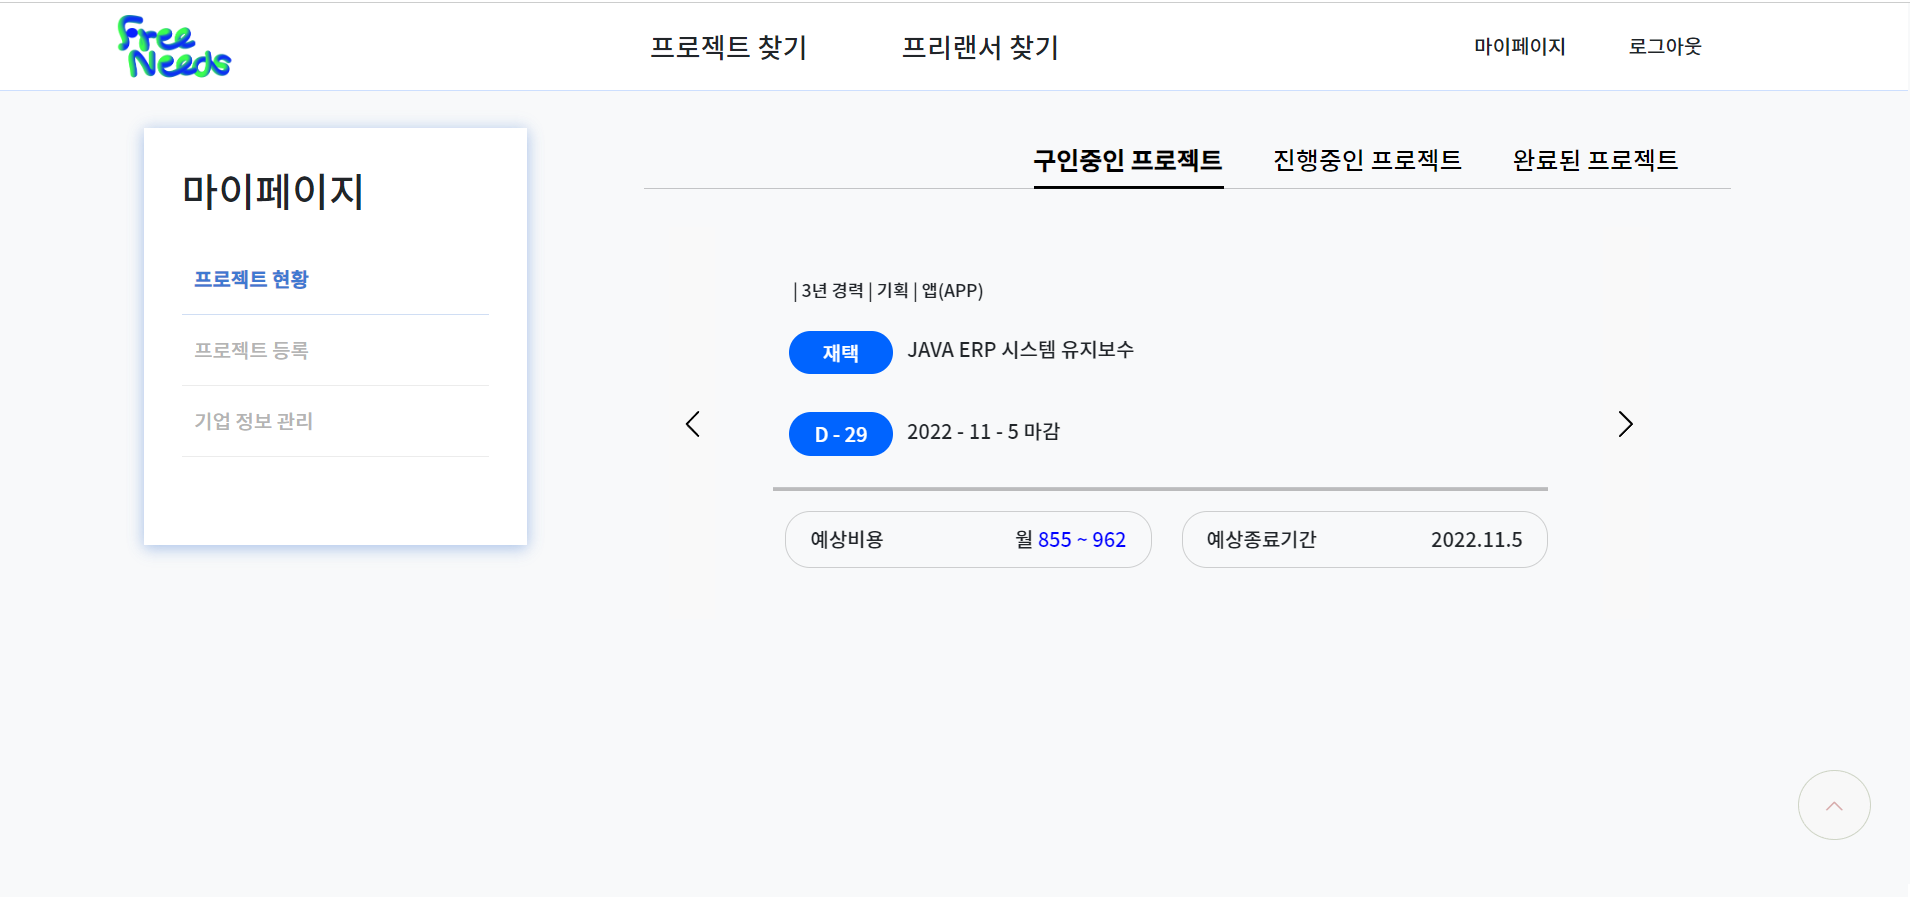 Free
Needs
프로젝트 찾기
프리랜서 찾기
마이페이지
로그아웃
마이페이지
프로젝트 현황
프로젝트 등록
기업 정보 관리
구인중인 프로젝트
진행중인 프로젝트
완료된 프로젝트
| 3년 경력 | 기획 | 앱(APP)
재택 JAVA ERP 시스템 유지보수
D - 29 2022 - 11 - 5 마감
예상비용 월 855 ~ 962
예상종료기간 2022.11.5